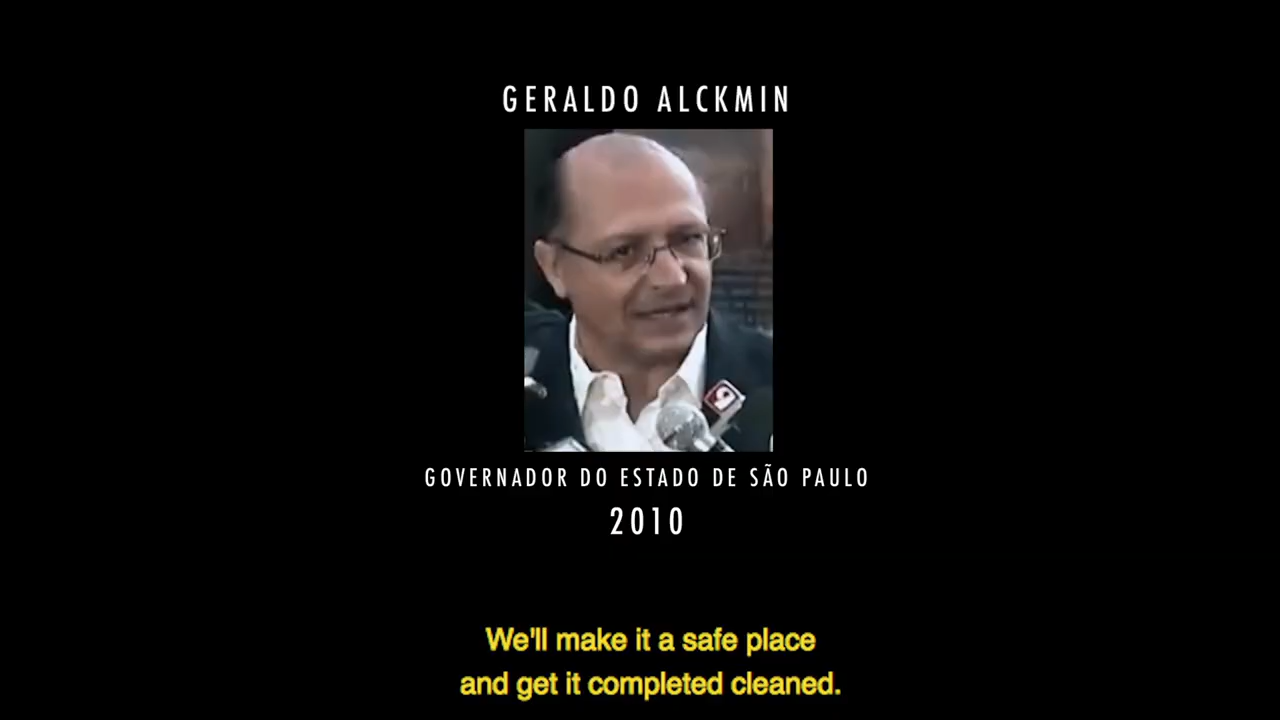 GERALDO ALCKMIN
GOVERNADOR DO ESTADO DE SÃO PAULO
2010
We'll make it a safe place
and get it completed cleaned.